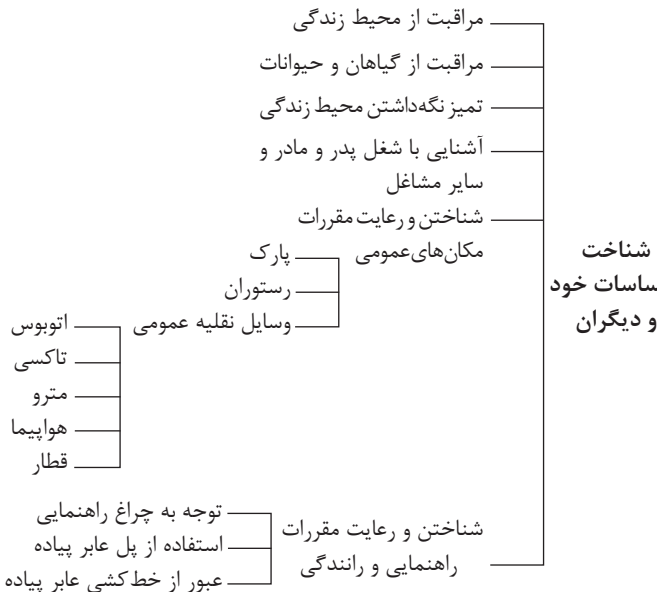 مراقبت از محیط زندگی
مراقبت از گیاهان و حیوانات
تمیز نگه‌داشتن محیط زندگی
آشنایی با شغل پدر و مادر و
سایر مشاغل
شناختن و رعایت مقررات
مکان‌های عمومی
پارک
رستوران
وسایل نقلیه عمومی
اتوبوس
تاکسی
مترو
هواپیما
قطار
شناخت
ساسات خود
و دیگران
شناختن و رعایت مقررات
راهنمایی و رانندگی
توجه به چراغ راهنمایی
استفاده از پل عابر پیاده
عبور از خط‌کشی عابر پیاده